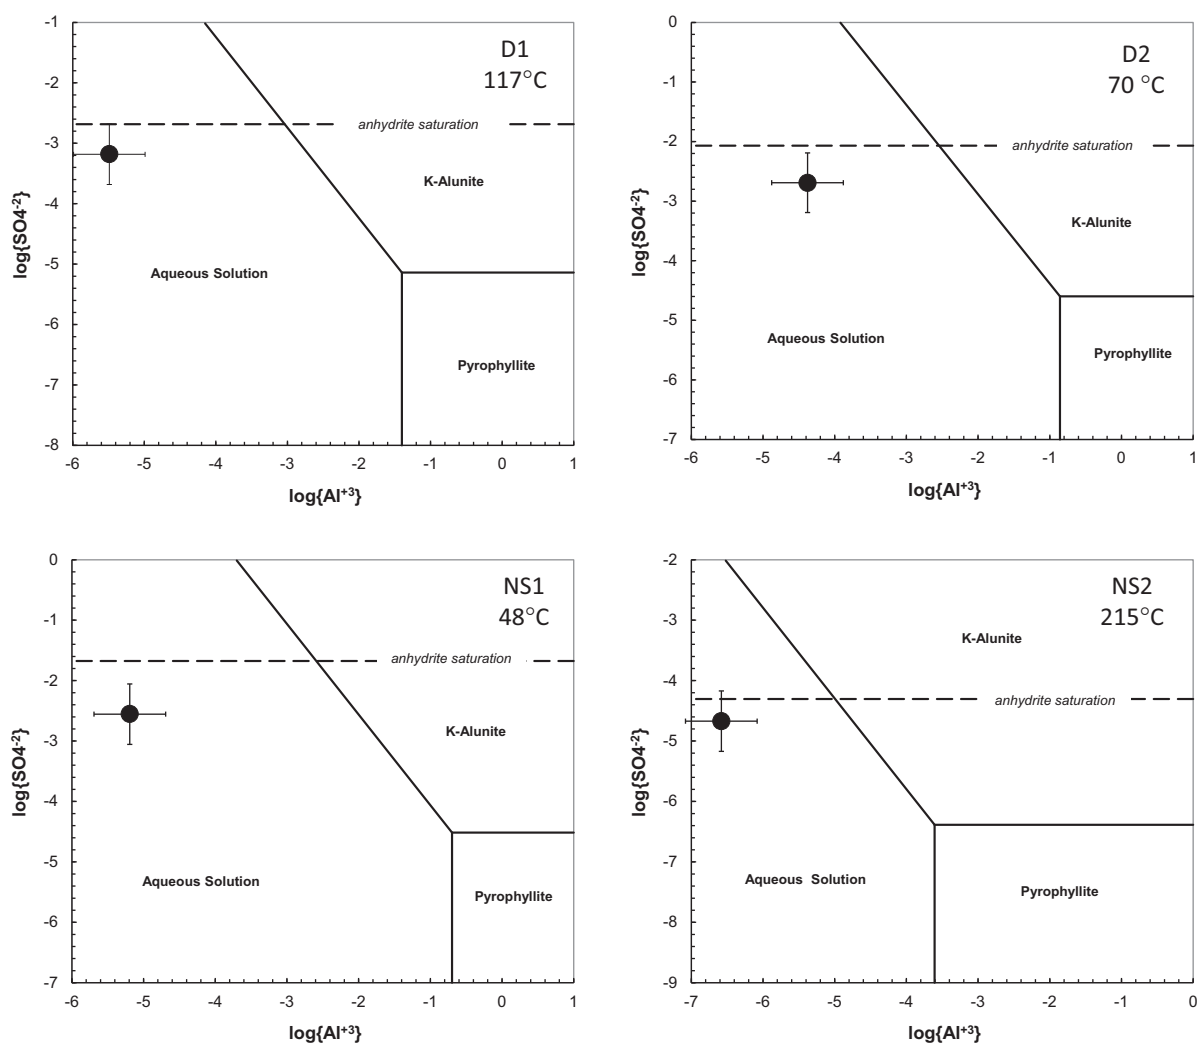 -1
D1
117°C
-2
anhydrite saturation
-3
K-Alunite
-4
log{SO4-2}
-5
Aqueous Solution
-6
Pyrophyllite
-7
-8
-6 -5 -4 -3 -2 -1 0 1
log{Al+3}
0
D2
70 °C
-1
-2
anhydrite saturation
-3
K-Alunite
log{SO4-2}
-4
-5
Aqueous Solution
Pyrophyllite
-6
-7
-6 -5 -4 -3 -2 -1 0 1
log{Al+3}
0
NS1
48°C
-1
anhydrite saturation
-2
K-Alunite
-3
log{SO4-2}
-4
-5
Aqueous Solution
Pyrophyllite
-6
-7
-6 -5 -4 -3 -2 -1 0 1
log{Al+3}
-2
NS2
215°C
-3
K-Alunite
-4
anhydrite saturation
-5
log{SO4-2}
-6
-7
Aqueous Solution
Pyrophyllite
-8
-9
-7 -6 -5 -4 -3 -2 -1 0
log{Al+3}